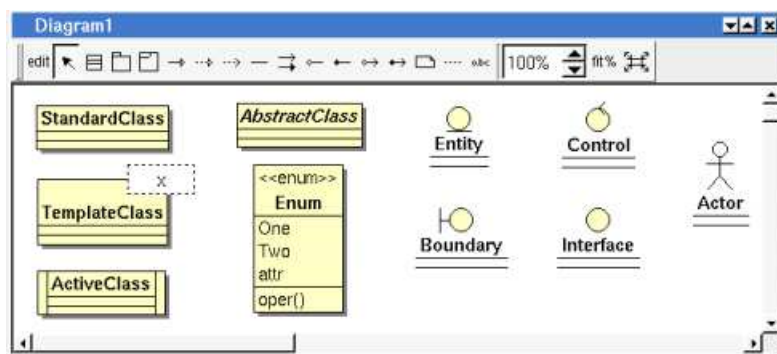 Diagram1
edit abc 100% fit%
StandardClass
AbstractClass
Entity
Control
x
TemplateClass
<<enum>>
Enum
One
Two
attr
oper()
Actor
Boundary
Interface
ActiveClass